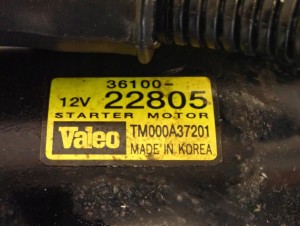 36100-
12V 22805
STARTER MOTOR
Valeo TM000A37201
MADE IN KOREA